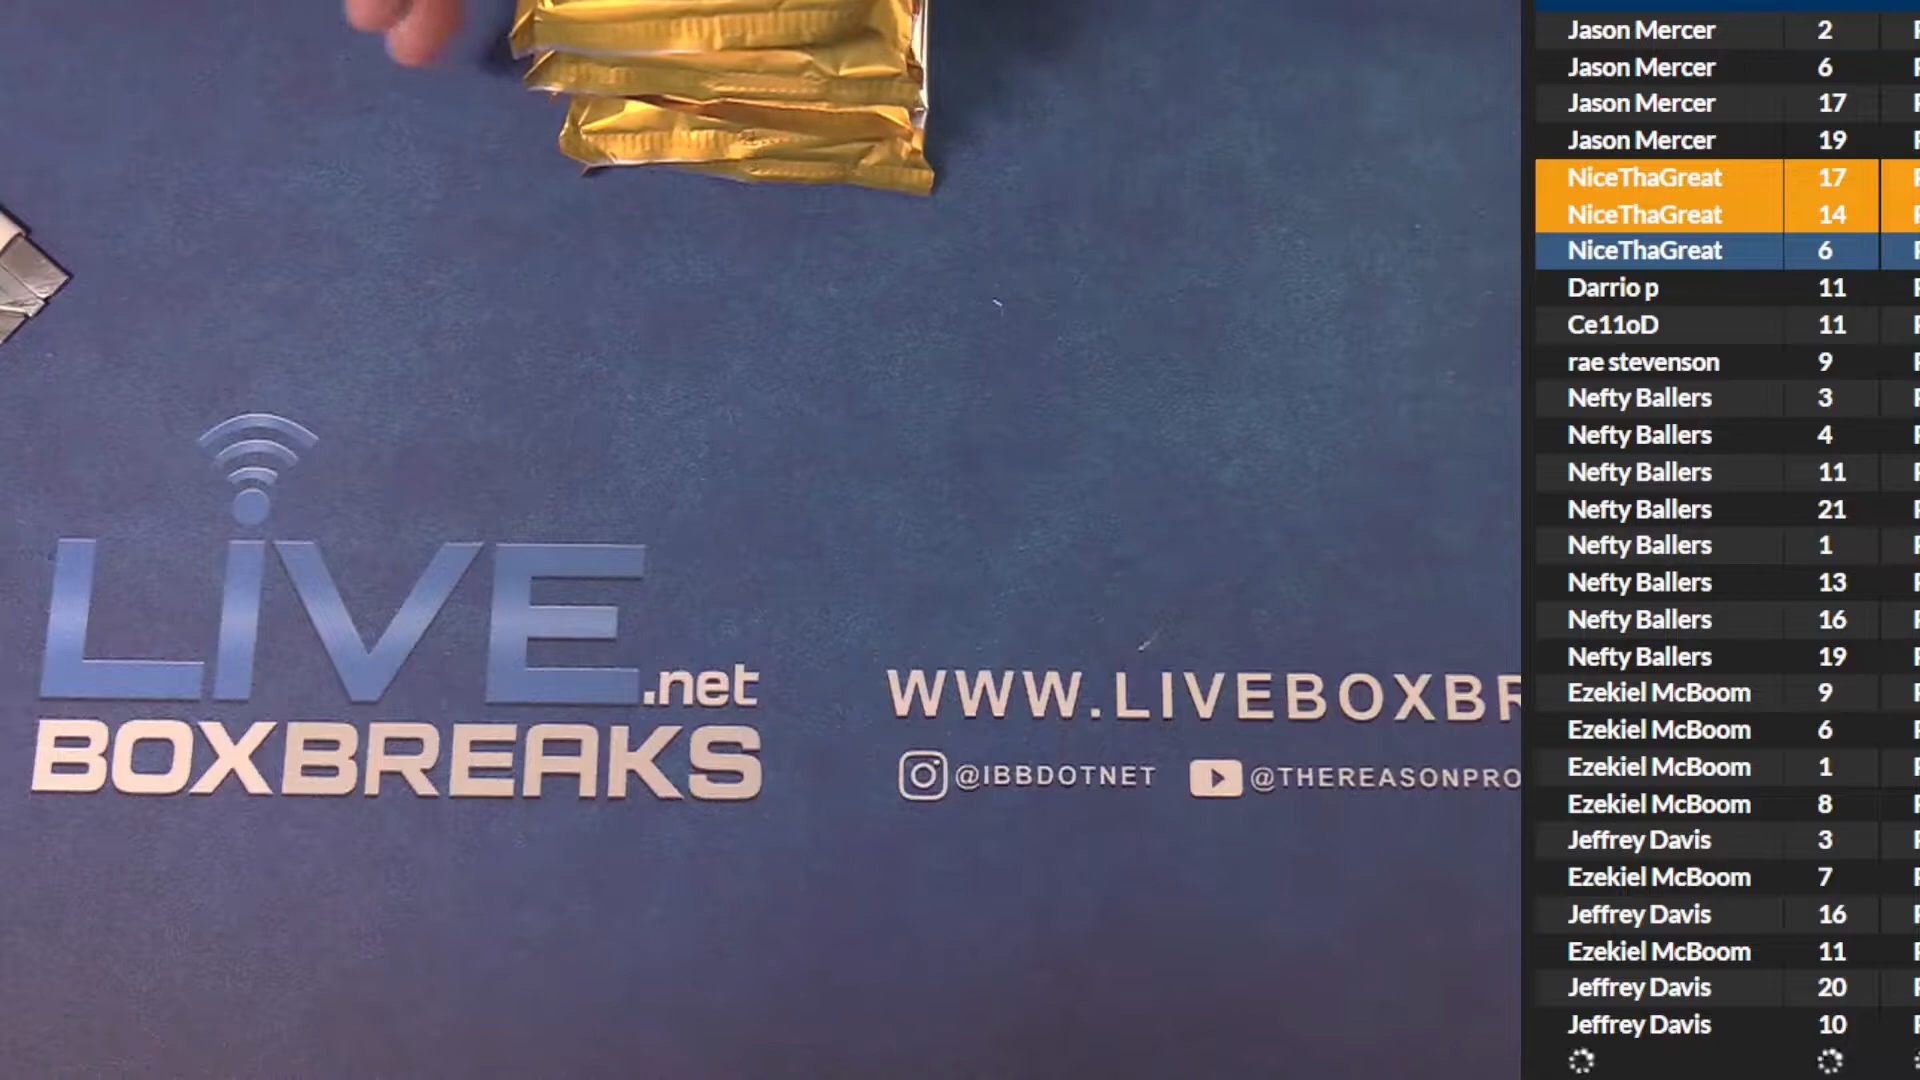 Jason Mercer 2
Jason Mercer 6
Jason Mercer 17
Jason Mercer 19
NiceThaGreat 17
NiceThaGreat 14
NiceThaGreat 6
Darrio p 11
Ce11oD 11
rae stevenson 9
Nefty Ballers 3
Nefty Ballers 4
Nefty Ballers 11
Nefty Ballers 21
Nefty Ballers 1
Nefty Ballers 13
Nefty Ballers 16
Nefty Ballers 19
Ezekiel McBoom 9
Ezekiel McBoom 6
Ezekiel McBoom 1
Ezekiel McBoom 8
Jeffrey Davis 3
Ezekiel McBoom 7
Jeffrey Davis 16
Ezekiel McBoom 11
Jeffrey Davis 20
Jeffrey Davis 10
LiVE.net
BOXBREAKS
WWW.LIVEBOXBR
@IBBDOTNET @THEREASONPRO